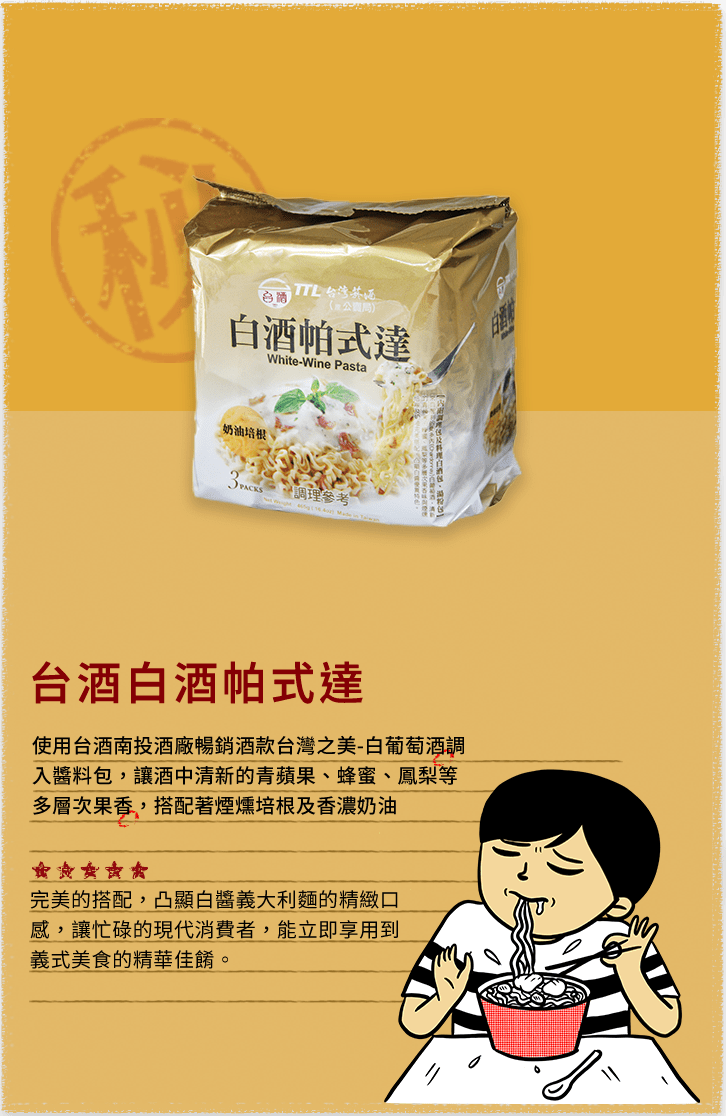 秘
台酒 TTL 台灣菸酒
(原公賣局)
白酒帕式達
White-Wine Pasta
奶油培根
3 PACKS
調理參考
台酒白酒帕式達
使用台酒南投酒廠暢銷酒款台灣之美-白葡萄酒調
入醬料包，讓酒中清新的青蘋果、蜂蜜、鳳梨等
多層次果香，搭配著煙燻培根及香濃奶油
完美的搭配，凸顯白醬義大利麵的精緻口
感，讓忙碌的現代消費者，能立即享用到
義式美食的精華佳餚。